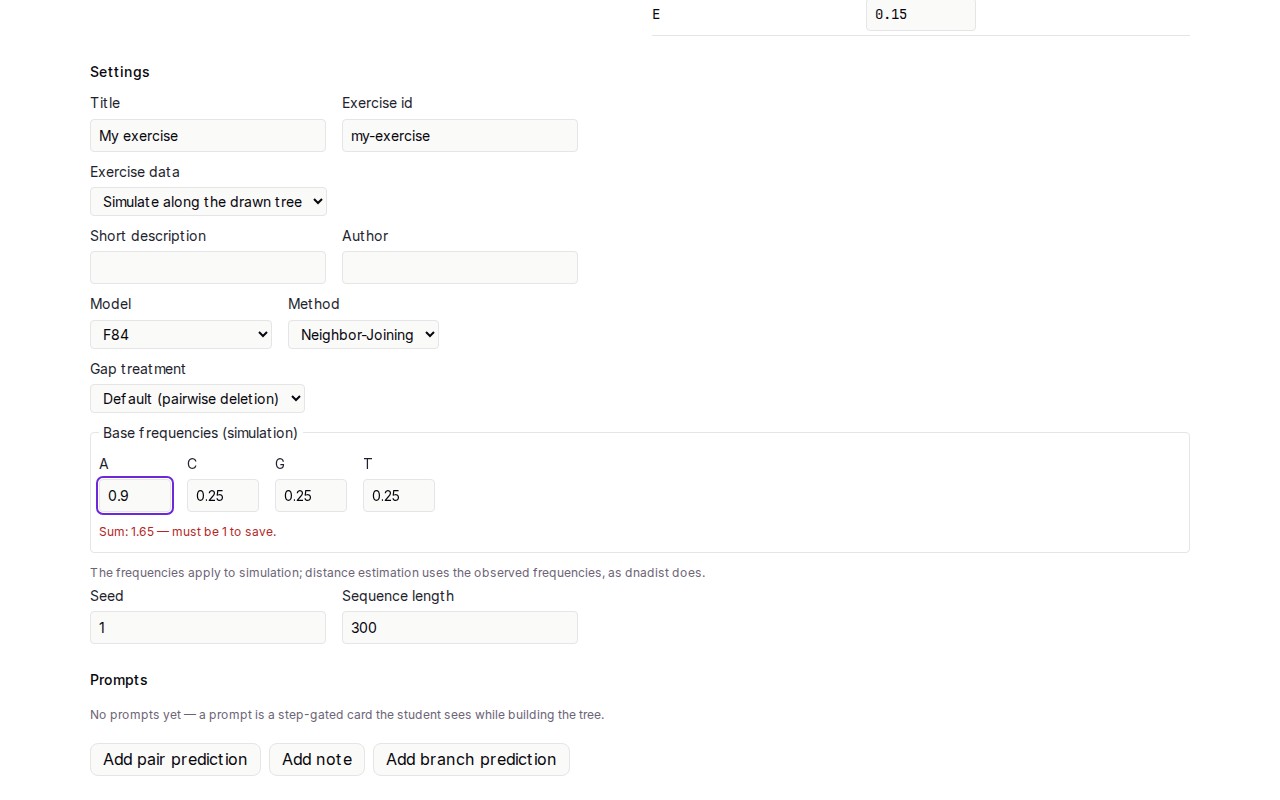 E 0.15
Settings
Title Exercise id
My exercise my-exercise
Exercise data
Simulate along the drawn tree
Short description Author
Model Method
F84 Neighbor-Joining
Gap treatment
Default (pairwise deletion)
Base frequencies (simulation)
A C G T
0.9 0.25 0.25 0.25
Sum: 1.65 — must be 1 to save.
The frequencies apply to simulation; distance estimation uses the observed frequencies, as dnadist does.
Seed Sequence length
1 300
Prompts
No prompts yet — a prompt is a step-gated card the student sees while building the tree.
Add pair prediction Add note Add branch prediction